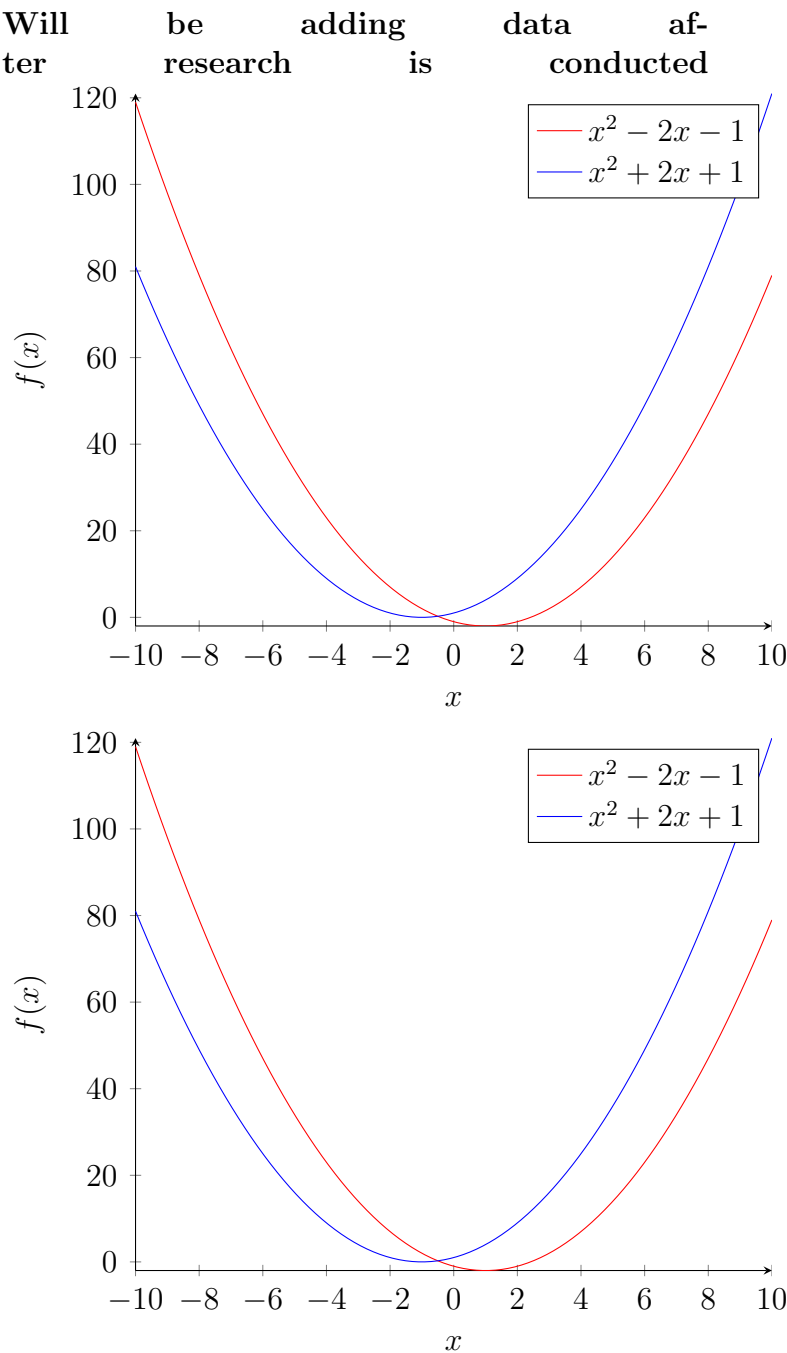 Will be adding data af-
ter research is conducted
120
100
80
60
40
20
0
f(x)
x² − 2x − 1
x² + 2x + 1
−10 −8 −6 −4 −2 0 2 4 6 8 10
x
120
100
80
60
40
20
0
f(x)
x² − 2x − 1
x² + 2x + 1
−10 −8 −6 −4 −2 0 2 4 6 8 10
x